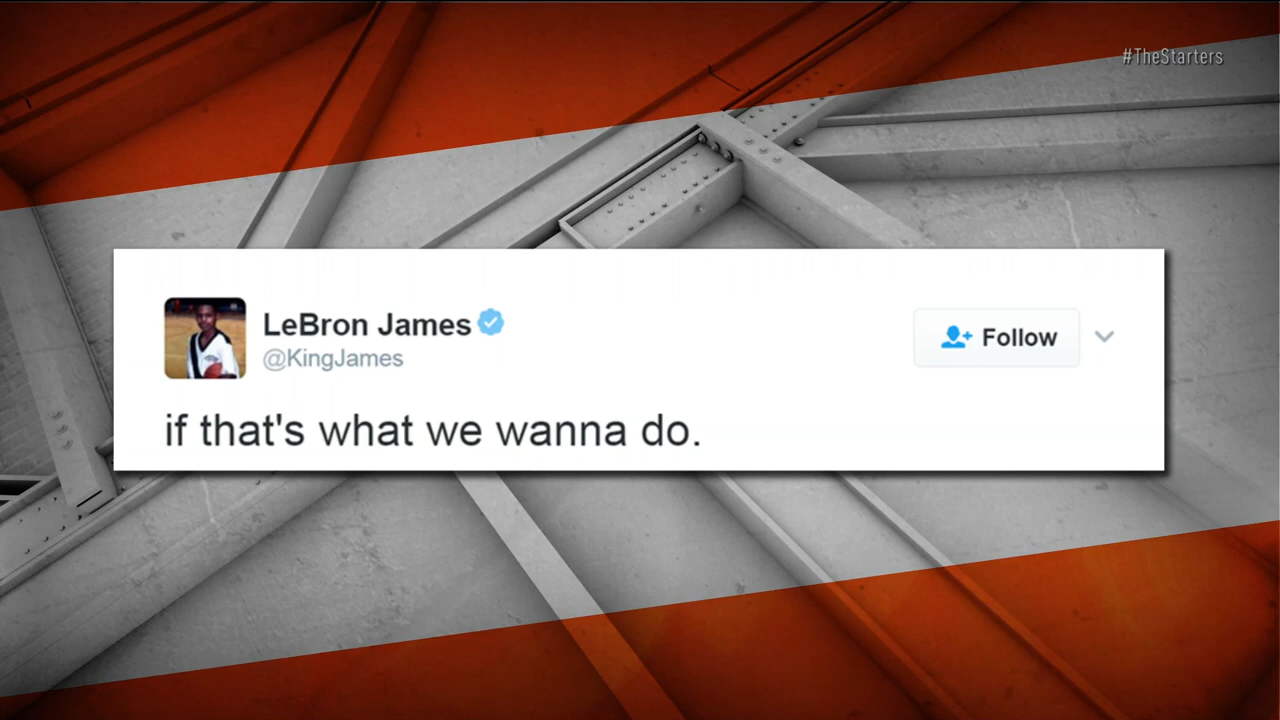 #TheStarters
LeBron James
@KingJames
Follow
if that's what we wanna do.